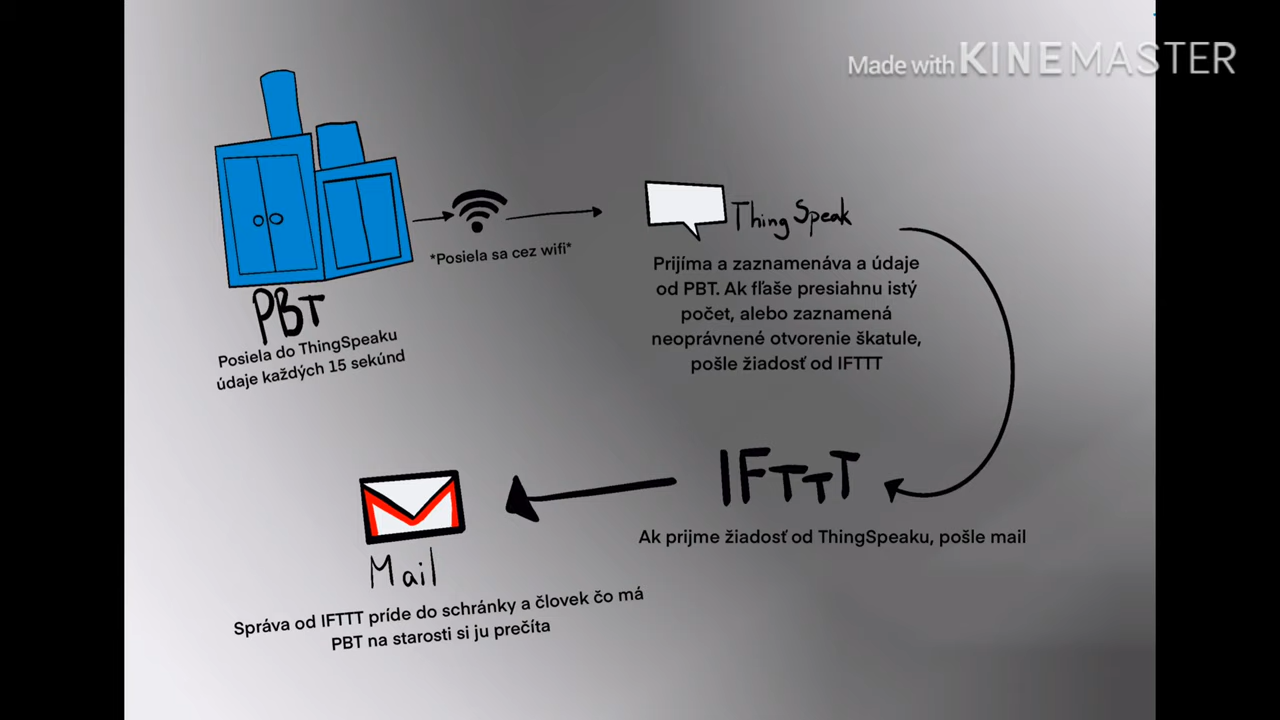 Made with KINEMASTER
PBT
Posiela do ThingSpeaku
údaje každých 15 sekúnd
*Posiela sa cez wifi*
ThingSpeak
Prijíma a zaznamenáva a údaje
od PBT. Ak fľaše presiahnu istý
počet, alebo zaznamená
neoprávnené otvorenie škatule,
pošle žiadosť od IFTTT
IFTTT
Ak prijme žiadosť od ThingSpeaku, pošle mail
Mail
Správa od IFTTT príde do schránky a človek čo má
PBT na starosti si ju prečíta